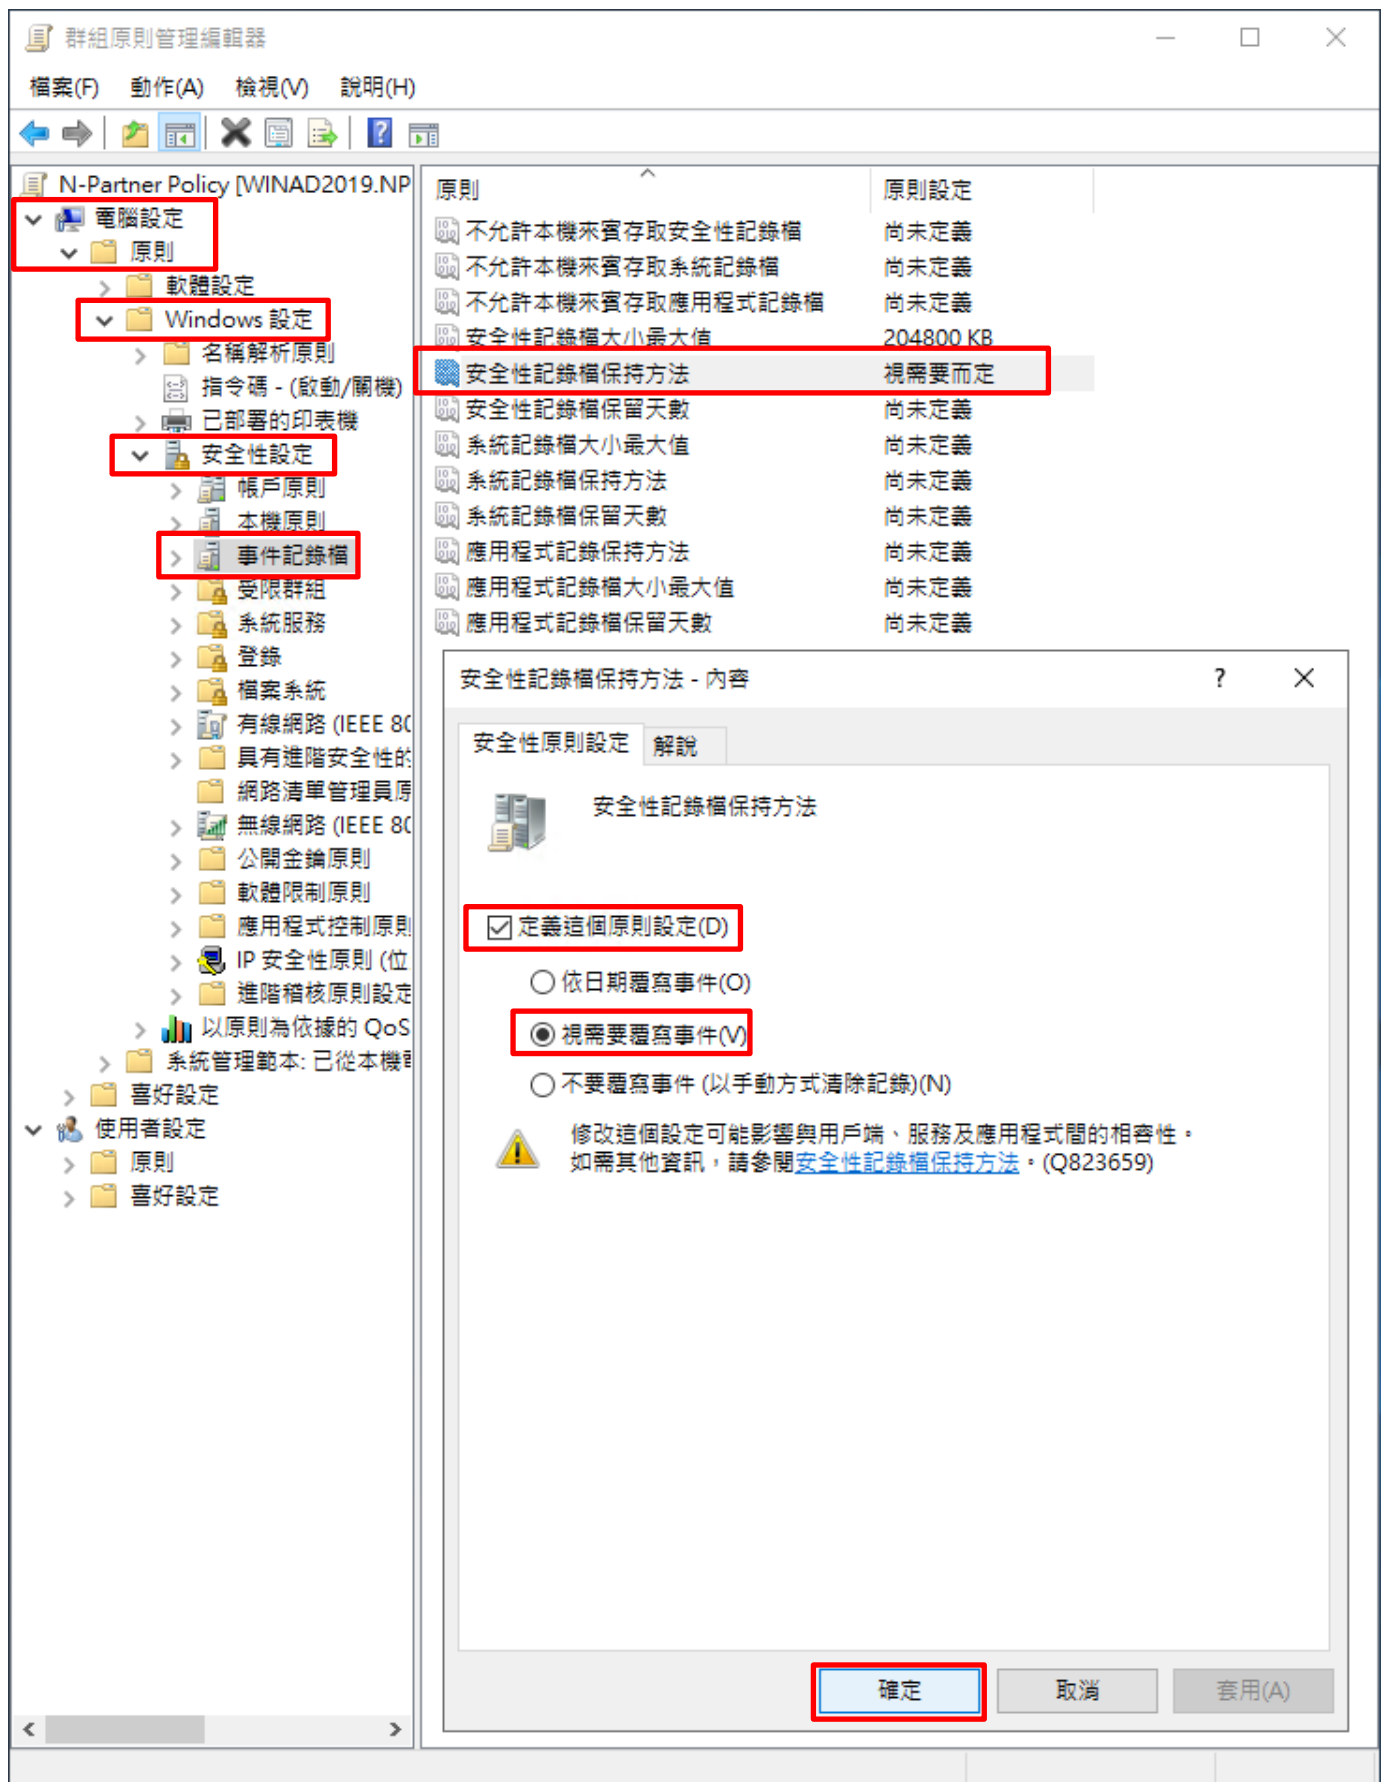 群組原則管理編輯器
檔案(F) 動作(A) 檢視(V) 說明(H)
N-Partner Policy [WINAD2019.NP
電腦設定
原則
軟體設定
Windows 設定
名稱解析原則
指令碼 - (啟動/關機)
已部署的印表機
安全性設定
帳戶原則
本機原則
事件記錄檔
受限群組
系統服務
登錄
檔案系統
有線網路 (IEEE 80
具有進階安全性的
網路清單管理員原
無線網路 (IEEE 80
公開金鑰原則
軟體限制原則
應用程式控制原則
IP 安全性原則 (位
進階稽核原則設定
以原則為依據的 QoS
系統管理範本: 已從本機電
喜好設定
使用者設定
原則
喜好設定
原則 原則設定
不允許本機來賓存取安全性記錄檔 尚未定義
不允許本機來賓存取系統記錄檔 尚未定義
不允許本機來賓存取應用程式記錄檔 尚未定義
安全性記錄檔大小最大值 204800 KB
安全性記錄檔保持方法 視需要而定
安全性記錄檔保留天數 尚未定義
系統記錄檔大小最大值 尚未定義
系統記錄檔保持方法 尚未定義
系統記錄檔保留天數 尚未定義
應用程式記錄保持方法 尚未定義
應用程式記錄檔大小最大值 尚未定義
應用程式記錄檔保留天數 尚未定義
安全性記錄檔保持方法 - 內容
安全性原則設定 解說
安全性記錄檔保持方法
定義這個原則設定(D)
依日期覆寫事件(O)
視需要覆寫事件(V)
不要覆寫事件 (以手動方式清除記錄)(N)
修改這個設定可能影響與用戶端、服務及應用程式間的相容性。
如需其他資訊，請參閱安全性記錄檔保持方法。(Q823659)
確定 取消 套用(A)